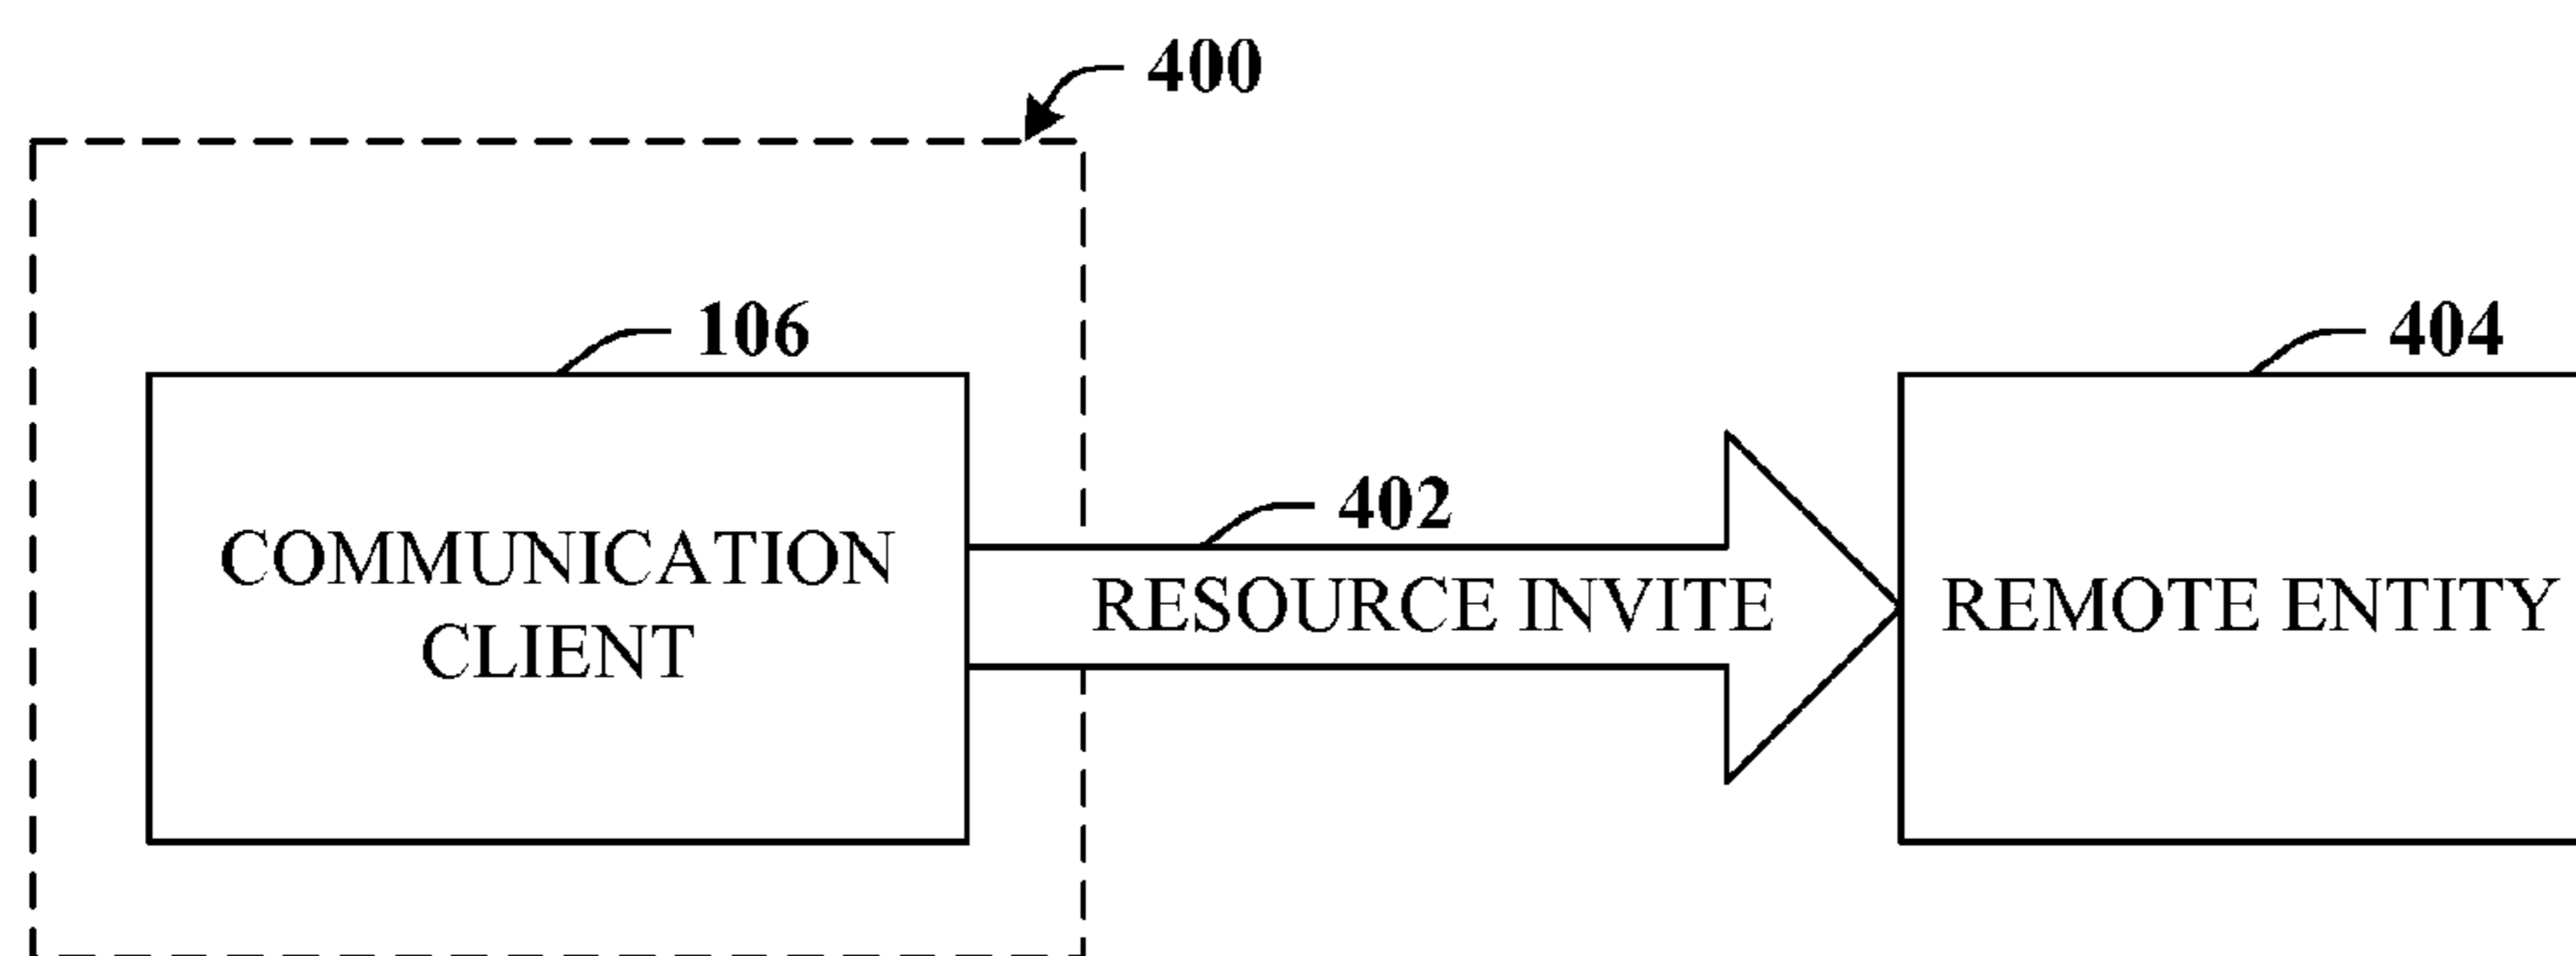 400
106
404
402
COMMUNICATION
CLIENT
RESOURCE INVITE
REMOTE ENTITY